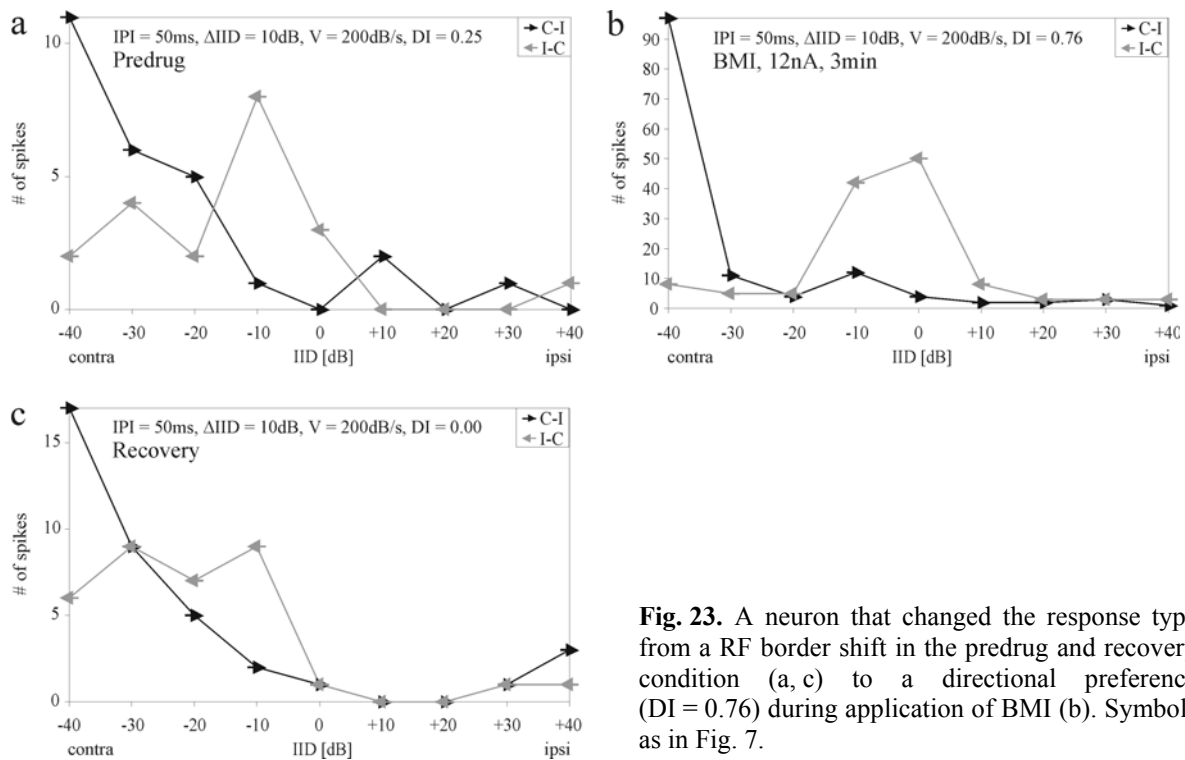 a
IPI = 50ms, ΔIID = 10dB, V = 200dB/s, DI = 0.25
Predrug
C-I
I-C
10
5
0
# of spikes
-40 -30 -20 -10 0 +10 +20 +30 +40
contra IID [dB] ipsi
b
IPI = 50ms, ΔIID = 10dB, V = 200dB/s, DI = 0.76
BMI, 12nA, 3min
C-I
I-C
90
80
70
60
50
40
30
20
10
0
# of spikes
-40 -30 -20 -10 0 +10 +20 +30 +40
contra IID [dB] ipsi
c
IPI = 50ms, ΔIID = 10dB, V = 200dB/s, DI = 0.00
Recovery
C-I
I-C
15
10
5
0
# of spikes
-40 -30 -20 -10 0 +10 +20 +30 +40
contra IID [dB] ipsi
Fig. 23. A neuron that changed the response typ
from a RF border shift in the predrug and recover
condition (a, c) to a directional preferenc
(DI = 0.76) during application of BMI (b). Symbol
as in Fig. 7.